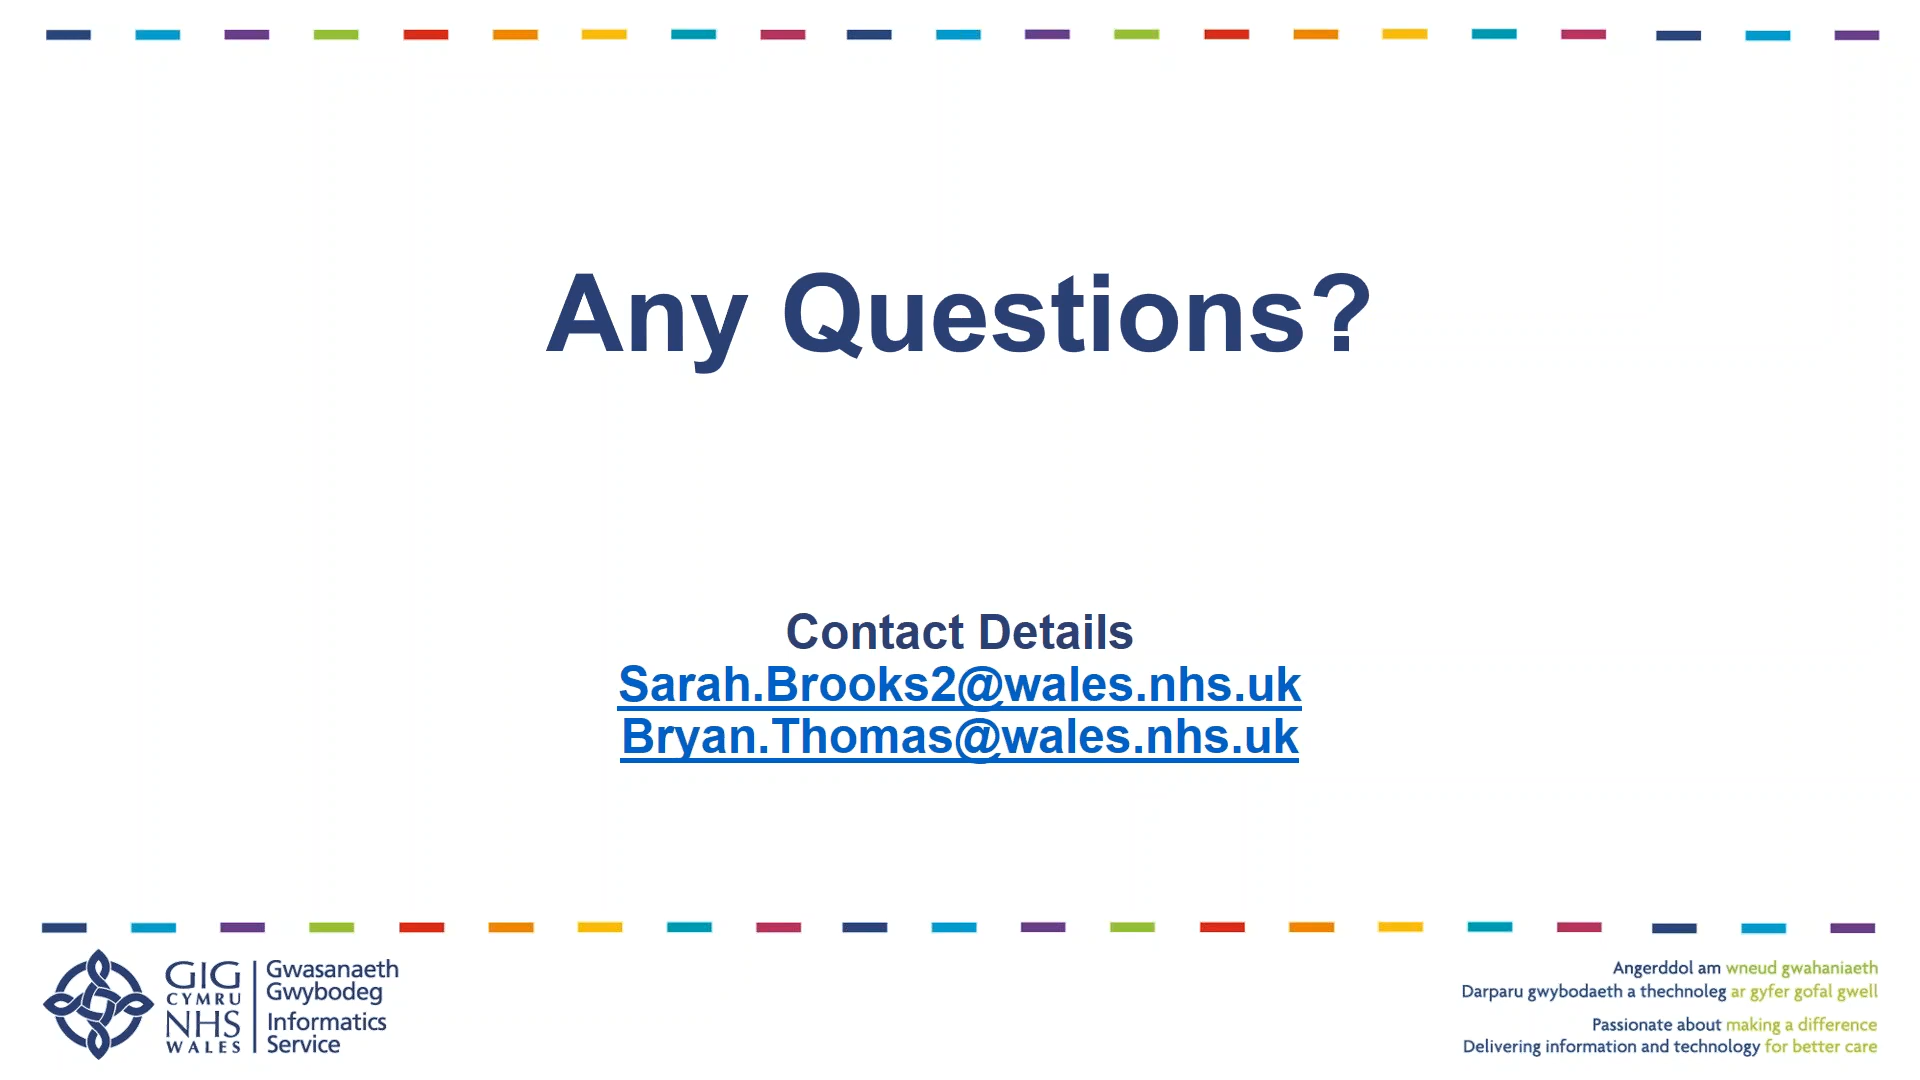 Any Questions?
Contact Details
Sarah.Brooks2@wales.nhs.uk
Bryan.Thomas@wales.nhs.uk
GIG
CYMRU
NHS
WALES
Gwasanaeth
Gwybodeg
Informatics
Service
Angerddol am wneud gwahaniaeth
Darparu gwybodaeth a thechnoleg ar gyfer gofal gwell
Passionate about making a difference
Delivering information and technology for better care